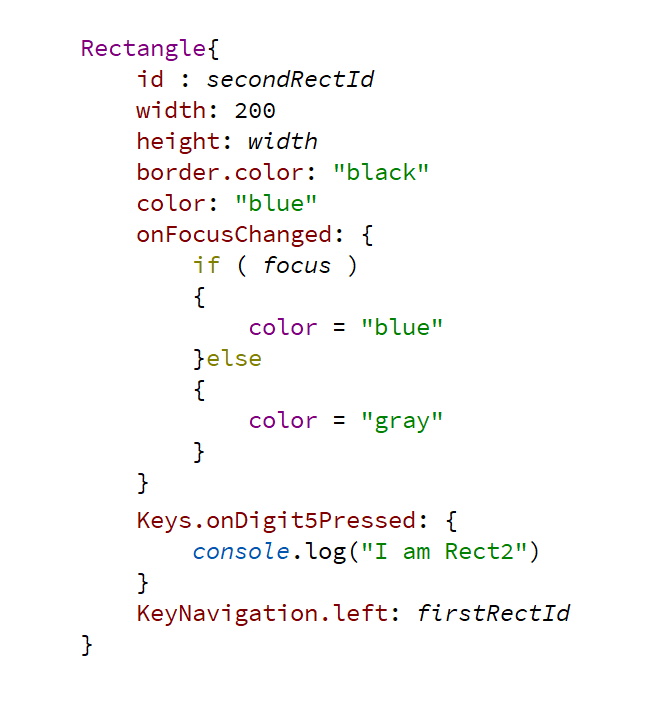 Rectangle{
    id : secondRectId
    width: 200
    height: width
    border.color: "black"
    color: "blue"
    onFocusChanged: {
        if ( focus )
        {
            color = "blue"
        }else
        {
            color = "gray"
        }
    }
    Keys.onDigit5Pressed: {
        console.log("I am Rect2")
    }
    KeyNavigation.left: firstRectId
}